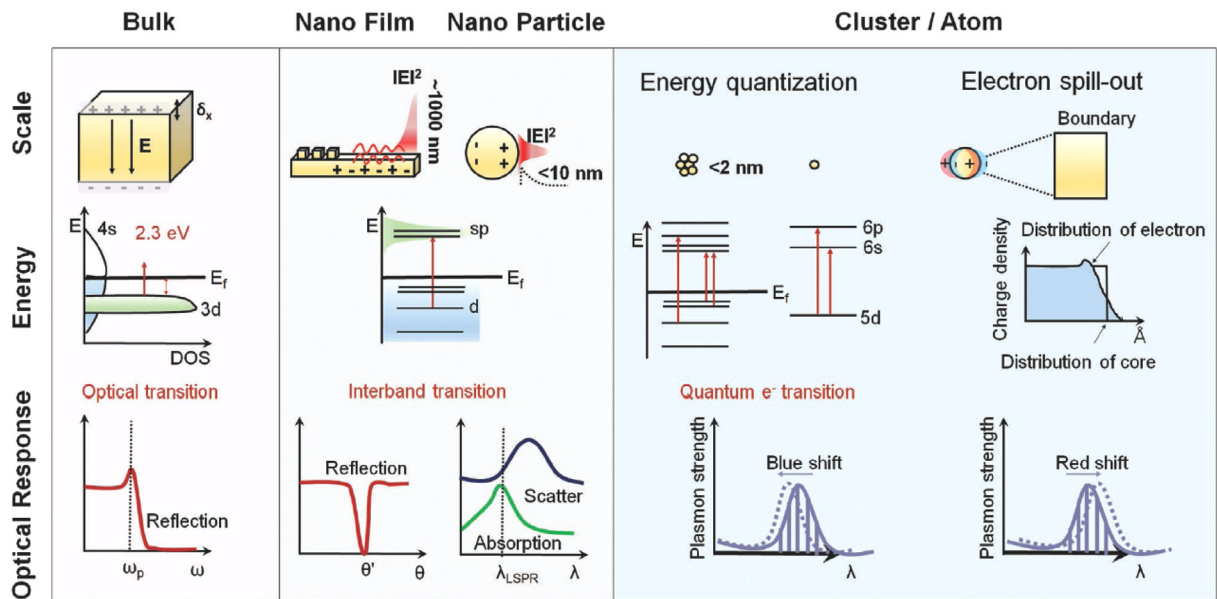 Bulk
Nano Film
Nano Particle
Cluster / Atom
Scale
+ + + + +
δx
E
- - - - -
|E|²
~1000 nm
+ - + - +
|E|²
<10 nm
Energy quantization
<2 nm
Electron spill-out
Boundary
Energy
E
4s
2.3 eV
Ef
3d
DOS
E
sp
Ef
d
E
Ef
6p
6s
5d
Distribution of electron
Charge density
Å
Distribution of core
Optical Response
Optical transition
Reflection
ωp
ω
Interband transition
Reflection
θ'
θ
Scatter
Absorption
λLSPR
λ
Quantum e⁻ transition
Plasmon strength
Blue shift
λ
Plasmon strength
Red shift
λ